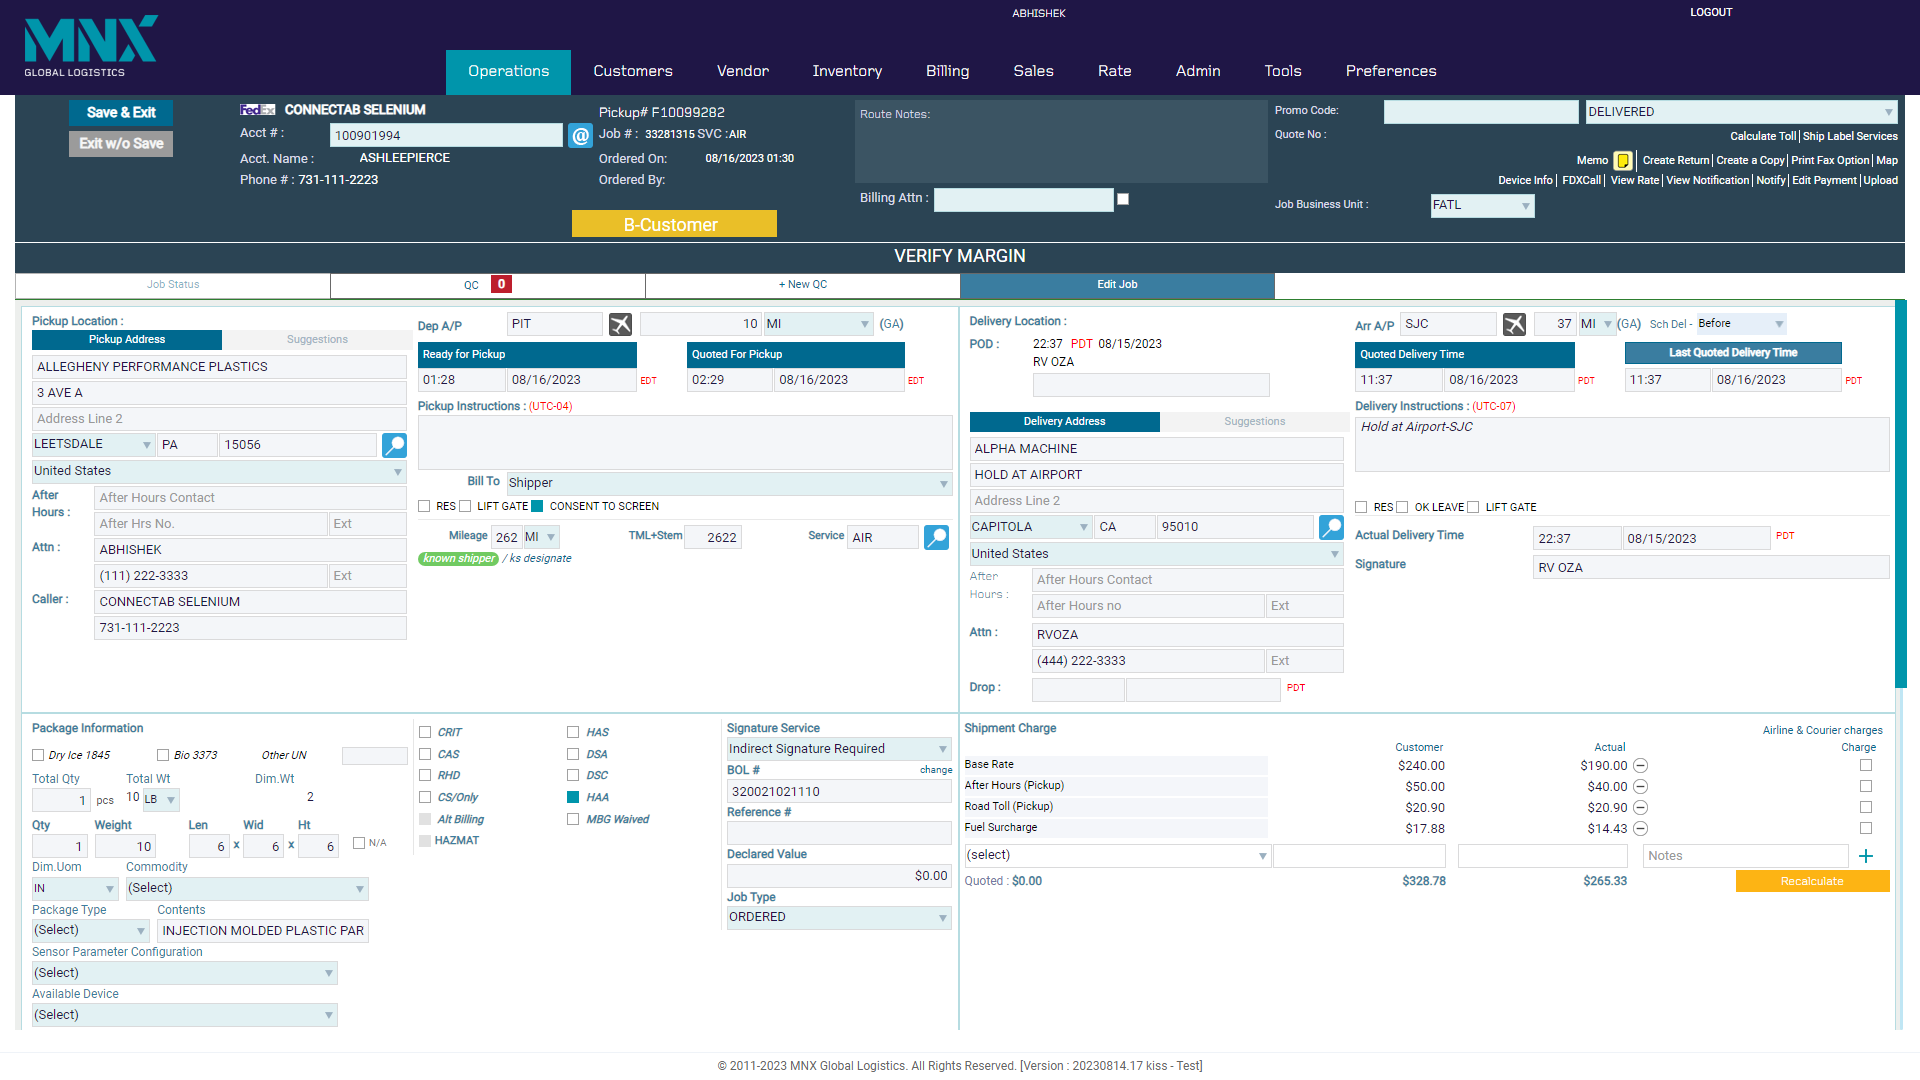 MNX
GLOBAL LOGISTICS
ABHISHEK
LOGOUT
Operations Customers Vendor Inventory Billing Sales Rate Admin Tools Preferences
Save & Exit
Exit w/o Save
FedEx CONNECTAB SELENIUM
Acct # : 100901994 @
Acct. Name : ASHLEEPIERCE
Phone # : 731-111-2223
Pickup# F10099282
Job # : 33281315 SVC :AIR
Ordered On: 08/16/2023 01:30
Ordered By:
B-Customer
Route Notes:
Billing Attn :
Promo Code: DELIVERED
Quote No :
Calculate Toll | Ship Label Services
Memo | Create Return | Create a Copy | Print Fax Option | Map
Device Info | FDXCall | View Rate | View Notification | Notify | Edit Payment | Upload
Job Business Unit : FATL
VERIFY MARGIN
Job Status QC 0 + New QC Edit Job
Pickup Location :
Pickup Address Suggestions
ALLEGHENY PERFORMANCE PLASTICS
3 AVE A
Address Line 2
LEETSDALE PA 15056
United States
After Hours : After Hours Contact
After Hrs No. Ext
Attn : ABHISHEK
(111) 222-3333 Ext
Caller : CONNECTAB SELENIUM
731-111-2223
Dep A/P PIT 10 MI (GA)
Ready for Pickup Quoted For Pickup
01:28 08/16/2023 EDT 02:29 08/16/2023 EDT
Pickup Instructions : (UTC-04)
Bill To Shipper
RES LIFT GATE CONSENT TO SCREEN
Mileage 262 MI TML+Stem 2622 Service AIR
known shipper / ks designate
Delivery Location :
POD : 22:37 PDT 08/15/2023
RV OZA
Delivery Address Suggestions
ALPHA MACHINE
HOLD AT AIRPORT
Address Line 2
CAPITOLA CA 95010
United States
After Hours : After Hours Contact
After Hours no Ext
Attn : RVOZA
(444) 222-3333 Ext
Drop : PDT
Arr A/P SJC 37 MI (GA) Sch Del - Before
Quoted Delivery Time Last Quoted Delivery Time
11:37 08/16/2023 PDT 11:37 08/16/2023 PDT
Delivery Instructions : (UTC-07)
Hold at Airport-SJC
RES OK LEAVE LIFT GATE
Actual Delivery Time 22:37 08/15/2023 PDT
Signature RV OZA
Package Information
Dry Ice 1845 Bio 3373 Other UN
Total Qty Total Wt Dim.Wt
1 pcs 10 LB 2
Qty Weight Len Wid Ht
1 10 6 x 6 x 6 N/A
Dim.Uom Commodity
IN (Select)
Package Type Contents
(Select) INJECTION MOLDED PLASTIC PAR
Sensor Parameter Configuration
(Select)
Available Device
(Select)
CRIT HAS
CAS DSA
RHD DSC
CS/Only HAA
Alt Billing MBG Waived
HAZMAT
Signature Service
Indirect Signature Required
BOL # change
320021021110
Reference #
Declared Value
$0.00
Job Type
ORDERED
Shipment Charge
Airline & Courier charges
Customer Actual Charge
Base Rate $240.00 $190.00
After Hours (Pickup) $50.00 $40.00
Road Toll (Pickup) $20.90 $20.90
Fuel Surcharge $17.88 $14.43
(select) Notes +
Quoted : $0.00 $328.78 $265.33 Recalculate
© 2011-2023 MNX Global Logistics. All Rights Reserved. [Version : 20230814.17 kiss - Test]